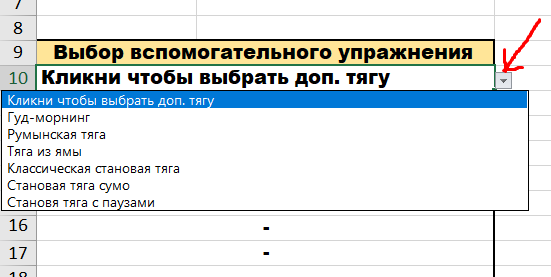 7
8
9 Выбор вспомогательного упражнения
10 Кликни чтобы выбрать доп. тягу
Кликни чтобы выбрать доп. тягу
Гуд-морнинг
Румынская тяга
Тяга из ямы
Классическая становая тяга
Становая тяга сумо
Становя тяга с паузами
16 -
17 -